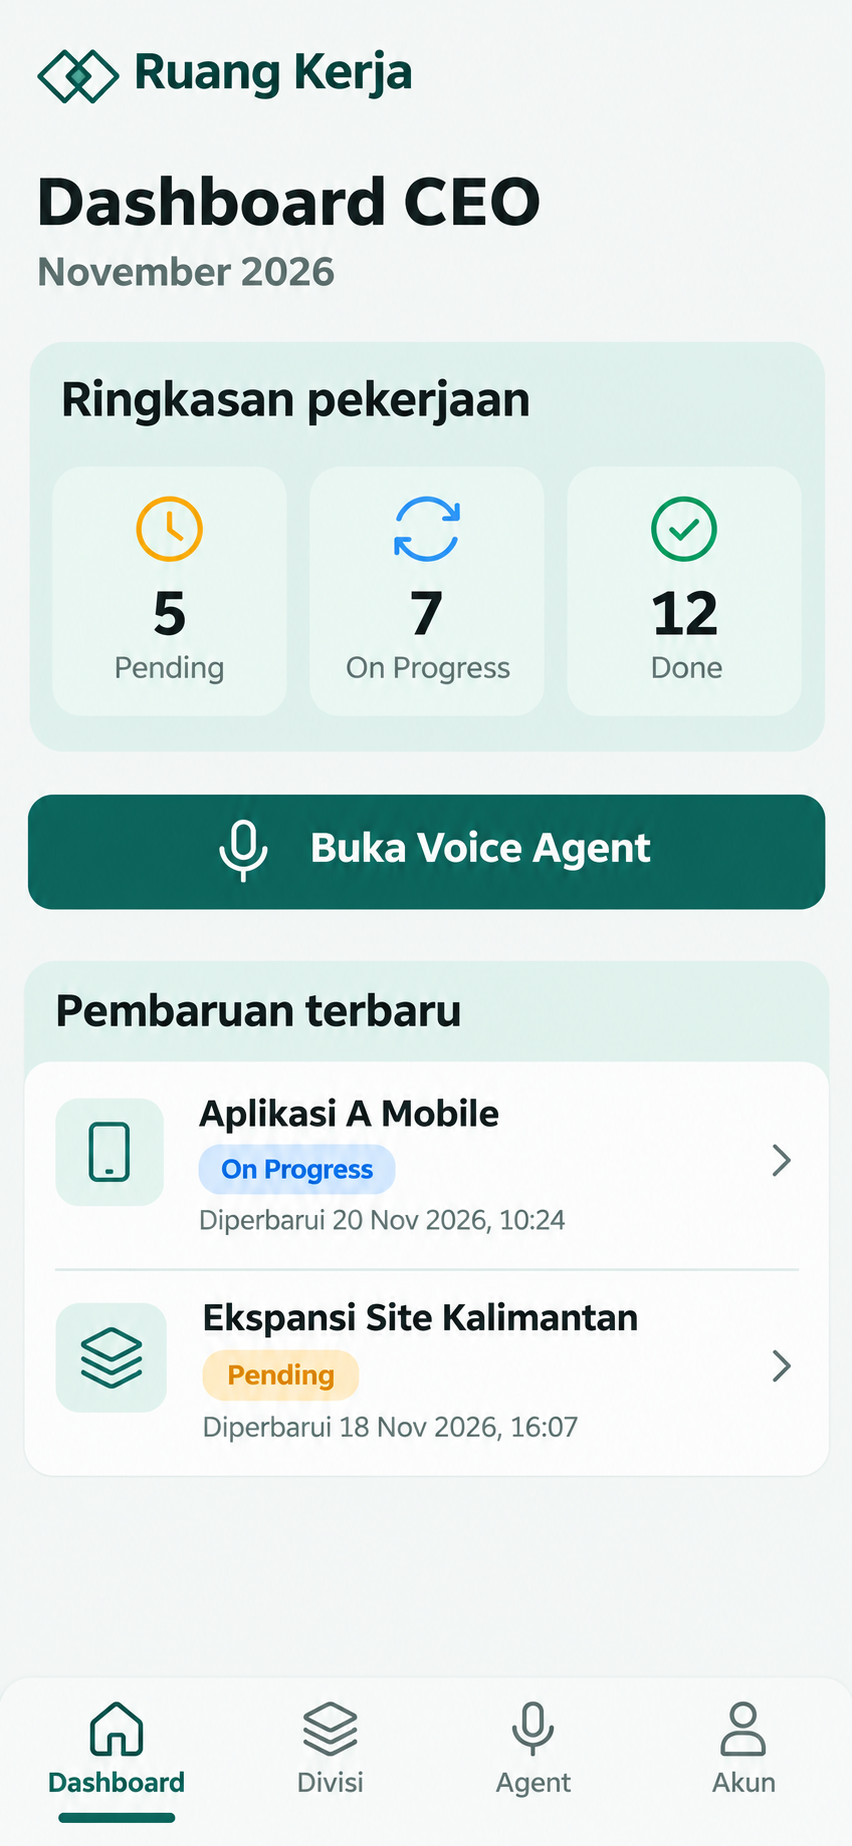 Ruang Kerja
Dashboard CEO
November 2026
Ringkasan pekerjaan
5
Pending
7
On Progress
12
Done
Buka Voice Agent
Pembaruan terbaru
Aplikasi A Mobile
On Progress
Diperbarui 20 Nov 2026, 10:24
Ekspansi Site Kalimantan
Pending
Diperbarui 18 Nov 2026, 16:07
Dashboard
Divisi
Agent
Akun